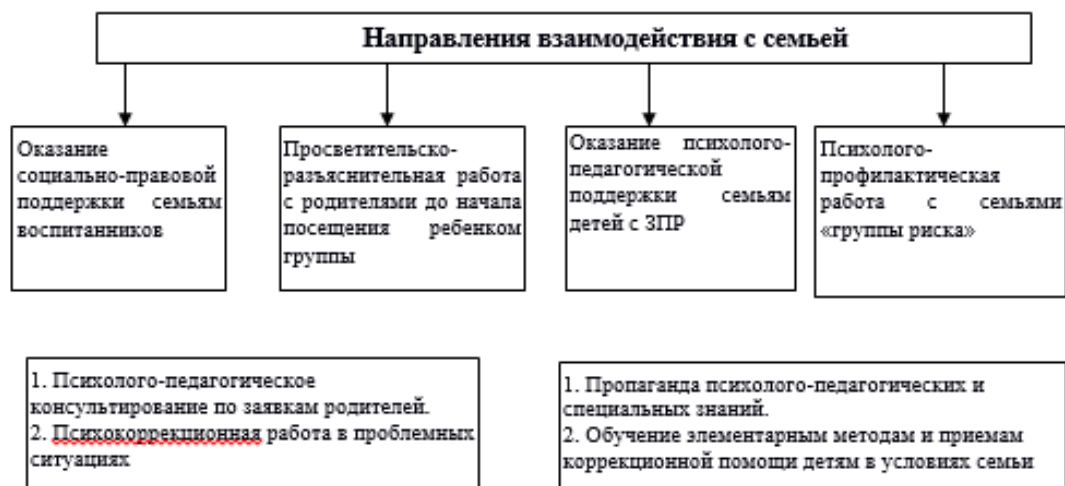 Направления взаимодействия с семьей
Оказание
социально-правовой
поддержки семьям
воспитанников
Просветительско-
разъяснительная работа
с родителями до начала
посещения ребенком
группы
Оказание психолого-
педагогической
поддержки семьям
детей с ЗПР
Психолого-
профилактическая
работа с семьями
«группы риска»
1. Психолого-педагогическое
консультирование по заявкам родителей.
2. Психокоррекционная работа в проблемных
ситуациях
1. Пропаганда психолого-педагогических и
специальных знаний.
2. Обучение элементарным методам и приемам
коррекционной помощи детям в условиях семьи